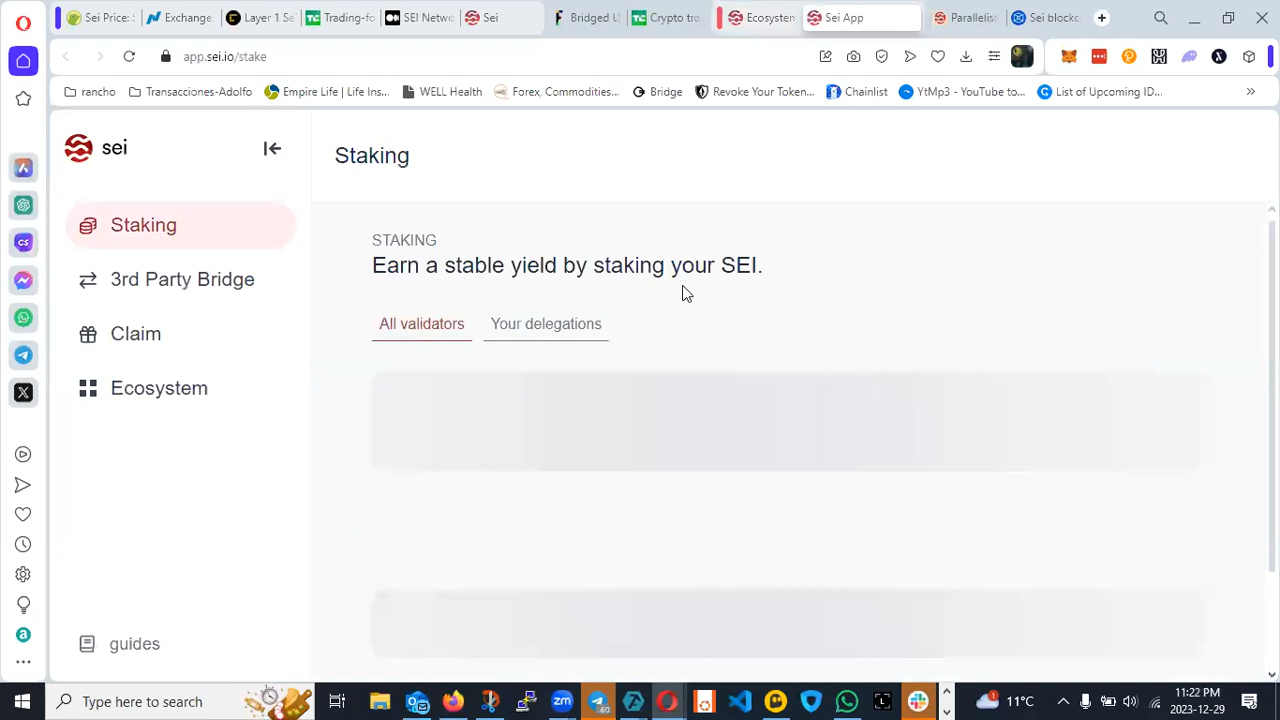 Sei Price: S
Exchange
Layer 1 Se
Trading-fo
SEI Netwo
Sei
Bridged U
Crypto tra
Ecosystem
Sei App
Parallelise
Sei blockc
app.sei.io/stake
rancho
Transacciones-Adolfo
Empire Life | Life Ins...
WELL Health
Forex, Commodities...
Bridge
Revoke Your Token...
Chainlist
YtMp3 - YouTube to...
List of Upcoming ID...
sei
Staking
Staking
3rd Party Bridge
Claim
Ecosystem
guides
STAKING
Earn a stable yield by staking your SEI.
All validators
Your delegations
Type here to search
60
1
11°C
11:22 PM
2023-12-29